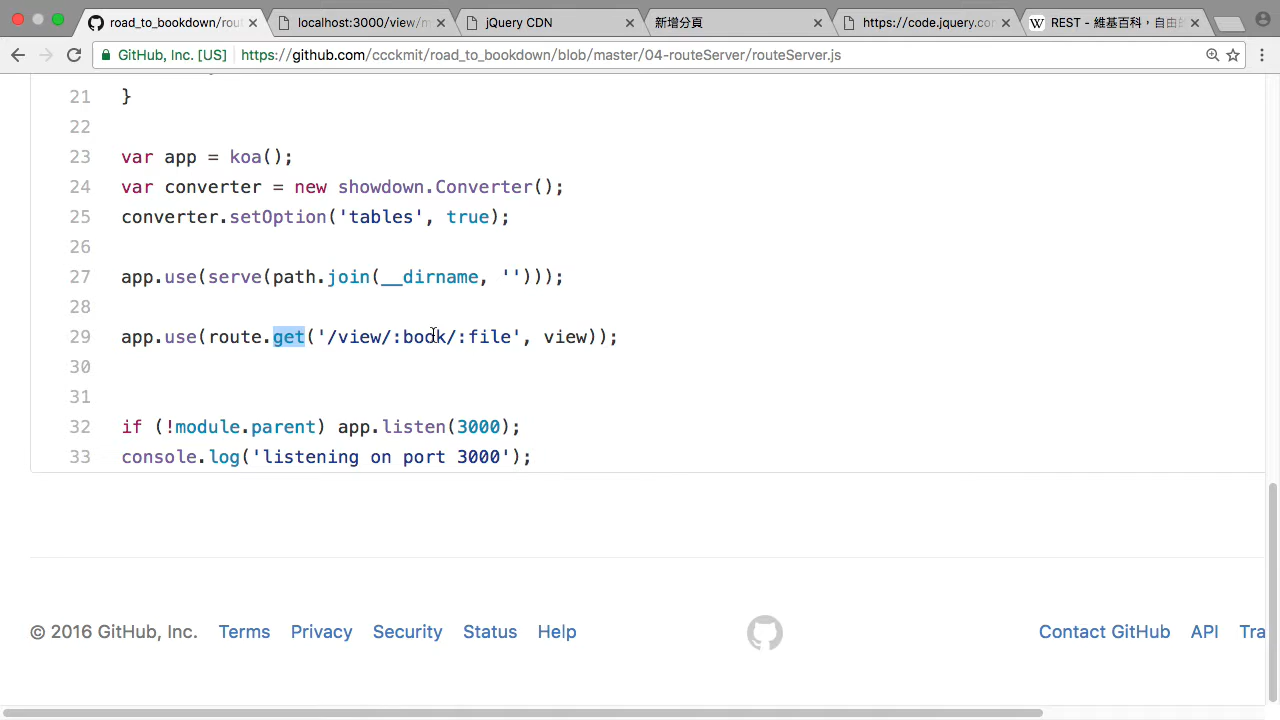 road_to_bookdown/rou
localhost:3000/view/m
jQuery CDN
新增分頁
https://code.jquery.com
REST - 維基百科，自由的
GitHub, Inc. [US] https://github.com/ccckmit/road_to_bookdown/blob/master/04-routeServer/routeServer.js
21 }
22
23 var app = koa();
24 var converter = new showdown.Converter();
25 converter.setOption('tables', true);
26
27 app.use(serve(path.join(__dirname, '')));
28
29 app.use(route.get('/view/:book/:file', view));
30
31
32 if (!module.parent) app.listen(3000);
33 console.log('listening on port 3000');
© 2016 GitHub, Inc. Terms Privacy Security Status Help Contact GitHub API Tra